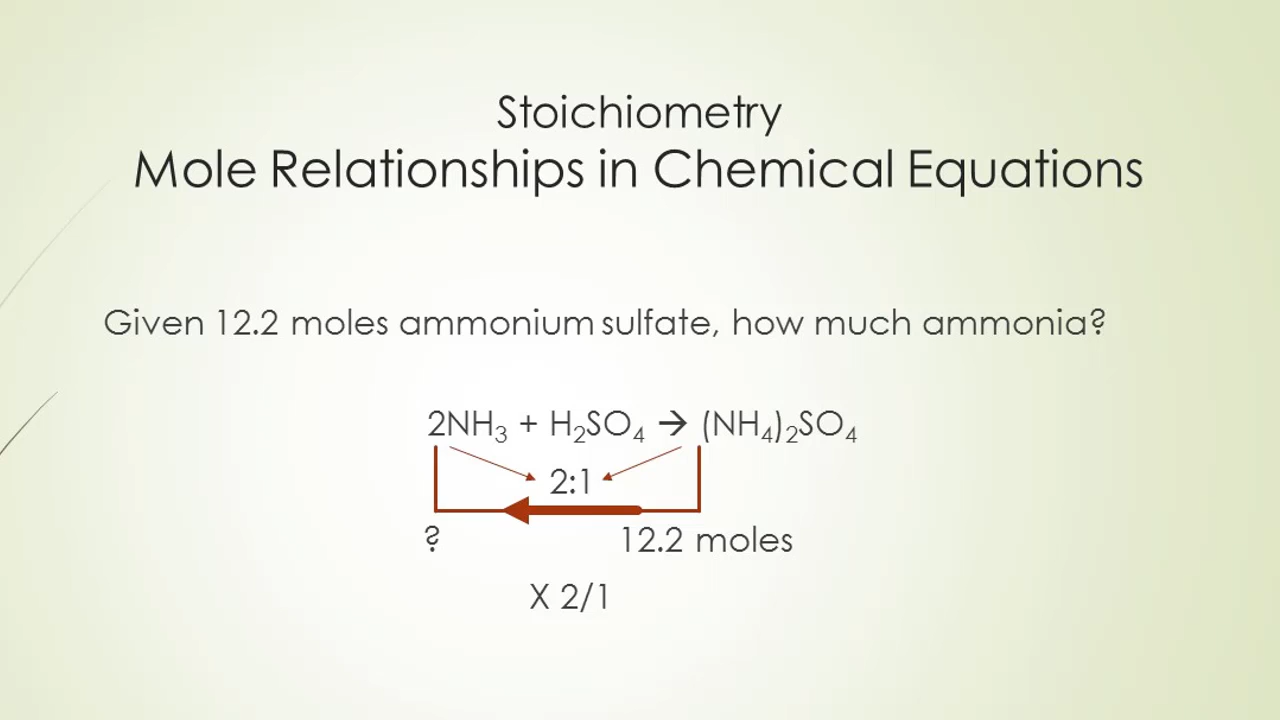 Stoichiometry
Mole Relationships in Chemical Equations
Given 12.2 moles ammonium sulfate, how much ammonia?
2NH₃ + H₂SO₄ → (NH₄)₂SO₄
2:1
? 12.2 moles
X 2/1